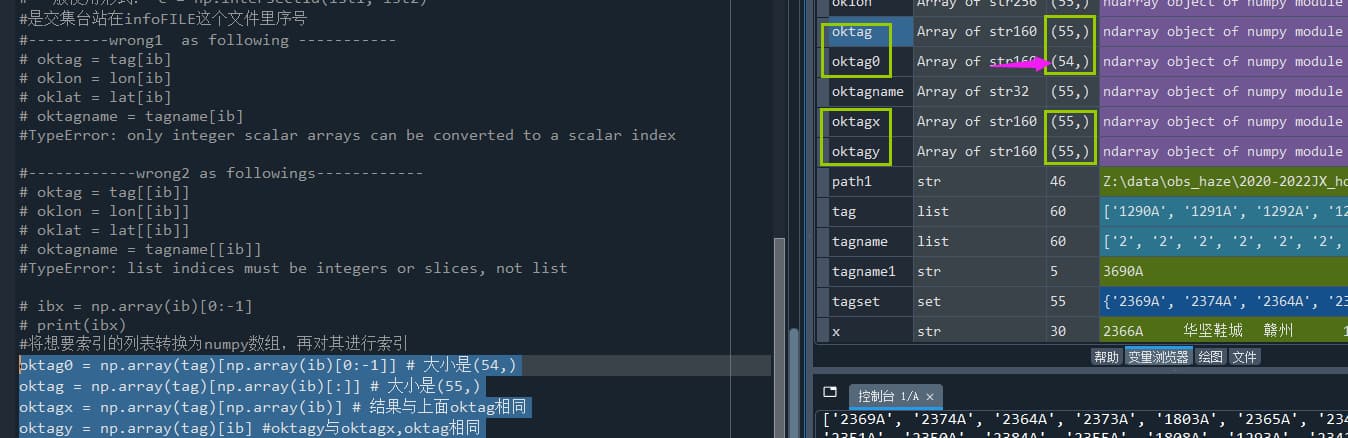 #是交集台站在infoFILE这个文件里序号
#---------wrong1  as following ------------
# oktag = tag[ib]
# oklon = lon[ib]
# oklat = lat[ib]
# oktagname = tagname[ib]
#TypeError: only integer scalar arrays can be converted to a scalar index
#------------wrong2 as followings------------
# oktag = tag[[ib]]
# oklon = lon[[ib]]
# oklat = lat[[ib]]
# oktagname = tagname[[ib]]
#TypeError: list indices must be integers or slices, not list
# ibx = np.array(ib)[0:-1]
# print(ibx)
#将想要索引的列表转换为numpy数组，再对其进行索引
oktag0 = np.array(tag)[np.array(ib)[0:-1]] # 大小是(54,)
oktag = np.array(tag)[np.array(ib)[:]] # 大小是(55,)
oktagx = np.array(tag)[np.array(ib)] # 结果与上面oktag相同
oktagy = np.array(tag)[ib] #oktagy与oktagx,oktag相同
oklon Array of str256 (55,) ndarray object of numpy module
oktag Array of str160 (55,) ndarray object of numpy module
oktag0 Array of str160 (54,) ndarray object of numpy module
oktagname Array of str32 (55,) ndarray object of numpy module
oktagx Array of str160 (55,) ndarray object of numpy module
oktagy Array of str160 (55,) ndarray object of numpy module
path1 str 46 Z:\data\obs_haze\2020-2022JX_ho
tag list 60 ['1290A', '1291A', '1292A', '12
tagname list 60 ['2', '2', '2', '2', '2', '2',
tagname1 str 5 3690A
tagset set 55 {'2369A', '2374A', '2364A', '23
x str 30 2366A 华坚鞋城 赣州 1
帮助 变量浏览器 绘图 文件
控制台 1/A ×
['2369A', '2374A', '2364A', '2373A', '1803A', '2365A', '23